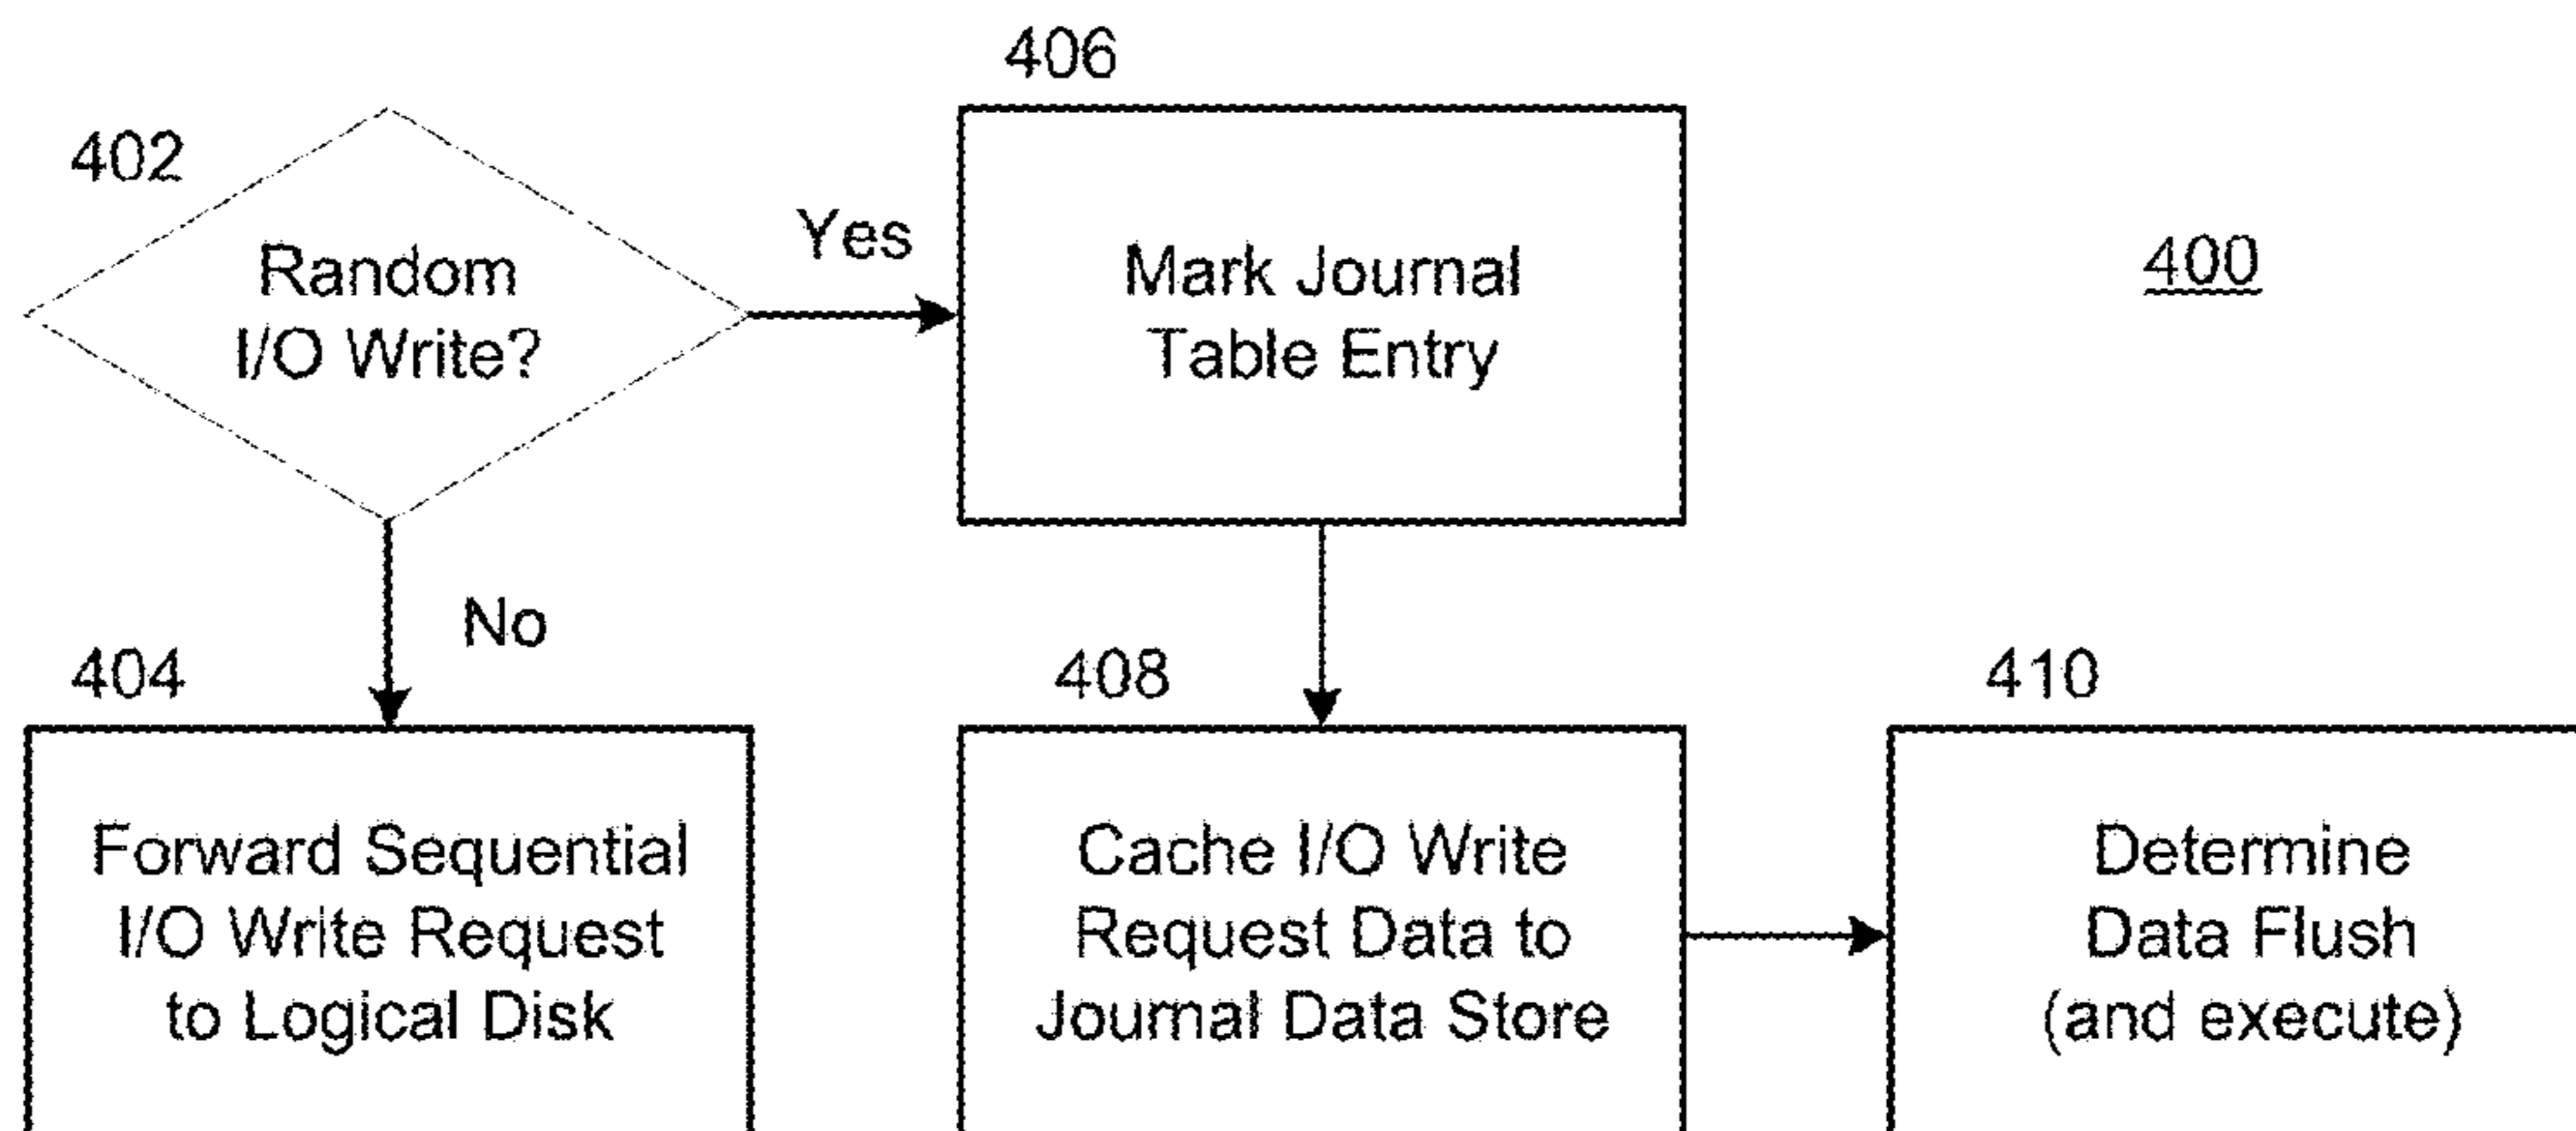 402
Random
I/O Write?
Yes
406
Mark Journal
Table Entry
400
No
404
Forward Sequential
I/O Write Request
to Logical Disk
408
Cache I/O Write
Request Data to
Journal Data Store
410
Determine
Data Flush
(and execute)